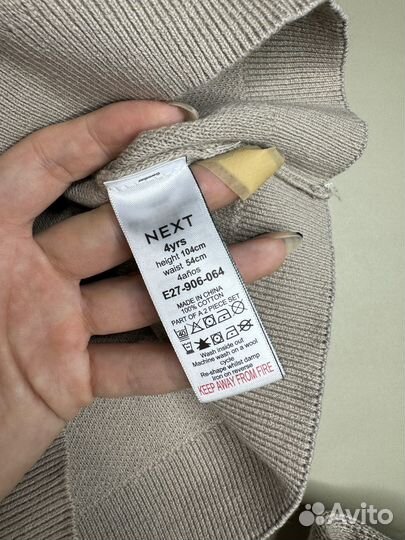 NEXT
4yrs
height 104cm
waist 54cm
4años
E27-906-064
MADE IN CHINA
100% COTTON
PART OF A 2 PIECE SET
40
Wash inside out
Machine wash on a wool
cycle
Re-shape whilst damp
Iron on reverse
KEEP AWAY FROM FIRE
Avito